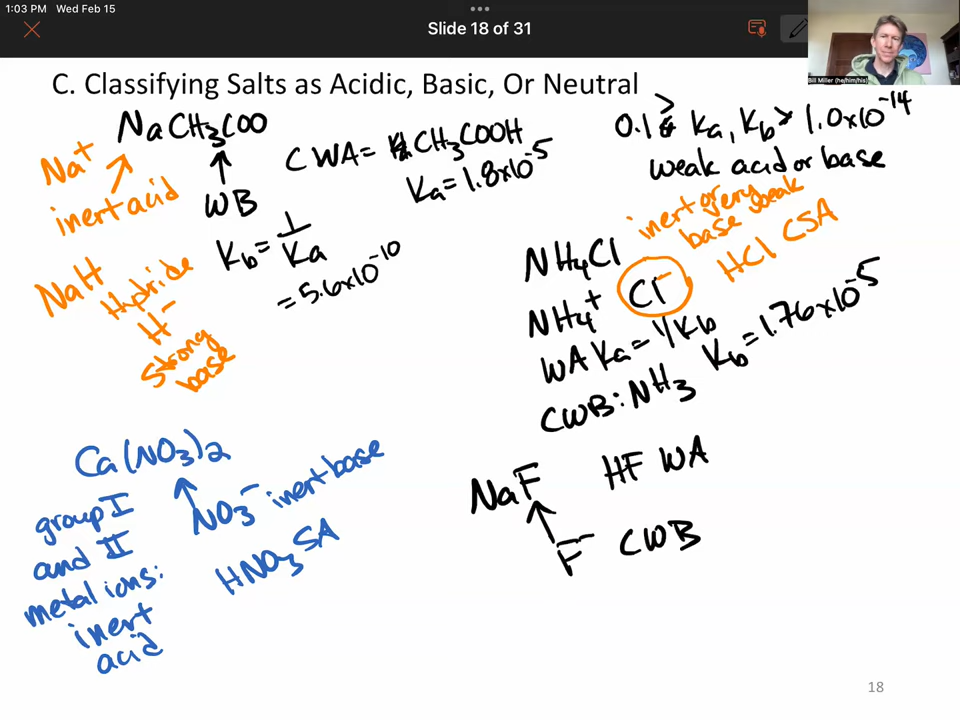 1:03 PM Wed Feb 15
Slide 18 of 31
Bill Miller (he/him/his)
C. Classifying Salts as Acidic, Basic, Or Neutral
NaCH₃COO
Na⁺
inert acid
WB
CWA = CH₃COOH
Ka = 1.8x10⁻⁵
Kb = 1/Ka
= 5.6x10⁻¹⁰
NaH
Hydride
H⁻
Strong
base
0.1 > Ka, Kb > 1.0x10⁻¹⁴
weak acid or base
NH₄Cl
inert or very weak
base
base
HCl CSA
NH₄⁺ Cl⁻
WA Ka = 1/Kb
Kb = 1.76x10⁻⁵
CWB: NH₃
Ca(NO₃)₂
NO₃⁻ inert base
HNO₃ SA
group I
and II
metal ions:
inert
acid
NaF
HF WA
F⁻ CWB
18